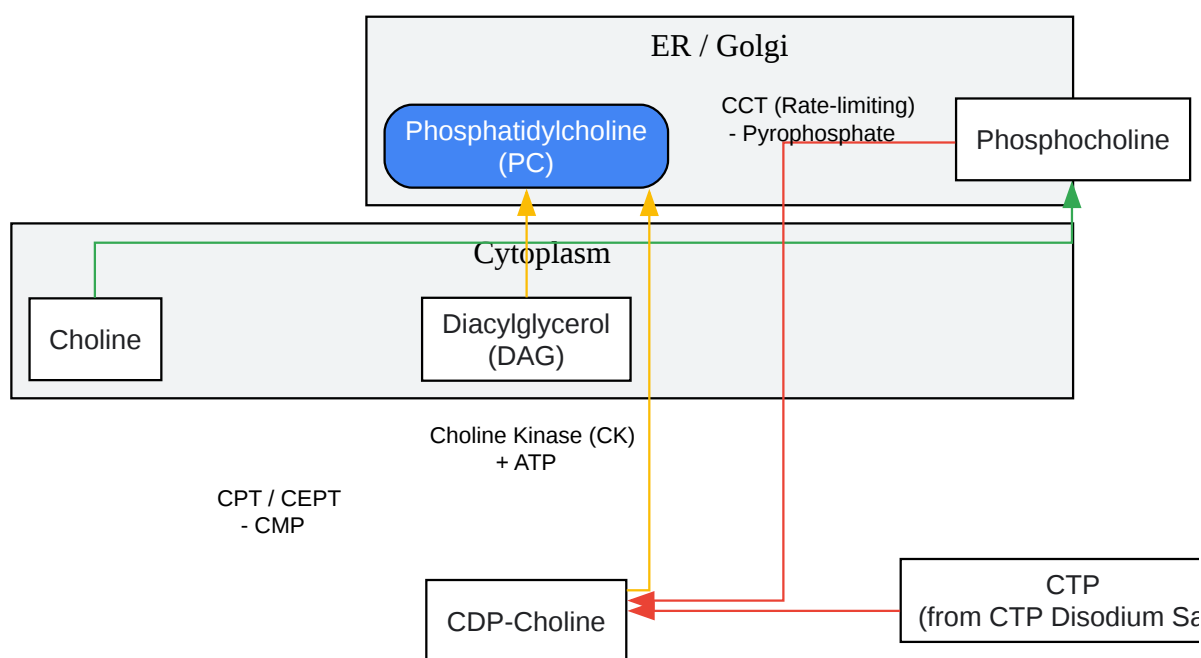 ER / Golgi
CCT (Rate-limiting)
- Pyrophosphate
Phosphatidylcholine
(PC)
Phosphocholine
Cytoplasm
Choline
Diacylglycerol
(DAG)
Choline Kinase (CK)
+ ATP
CPT / CEPT
- CMP
CDP-Choline
CTP
(from CTP Disodium Sa